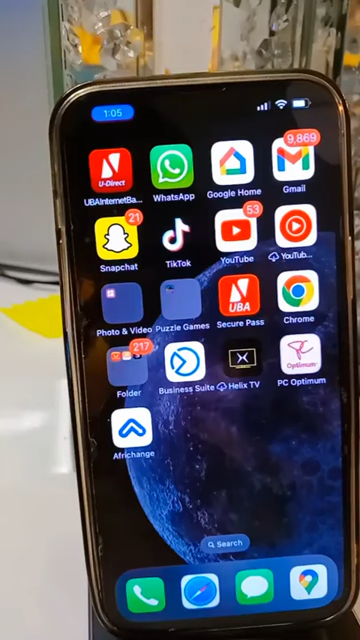 1:05
9,869
U-Direct
UBAInternetBa... WhatsApp Google Home Gmail
21 53
Snapchat TikTok YouTube YouTub...
UBA
Photo & Video Puzzle Games Secure Pass Chrome
217
Optimum
Folder Business Suite Helix TV PC Optimum
Africhange
Search